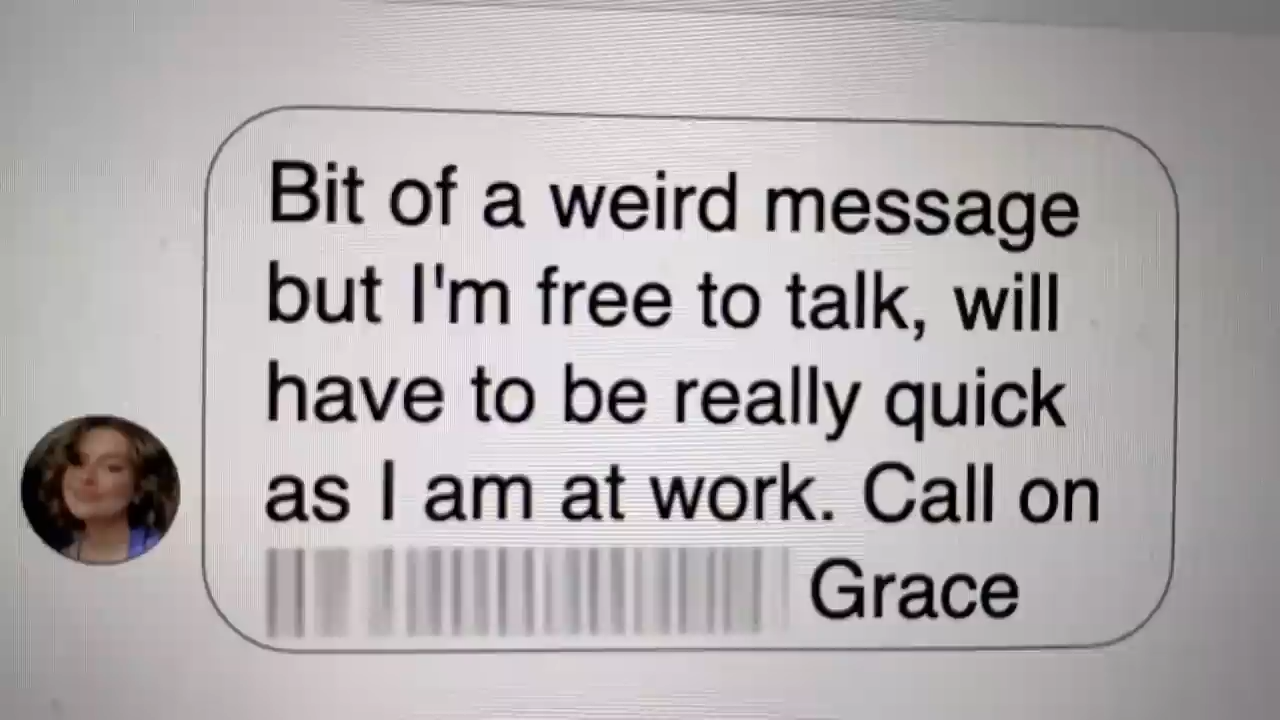 Bit of a weird message
but I'm free to talk, will
have to be really quick
as I am at work. Call on
Grace